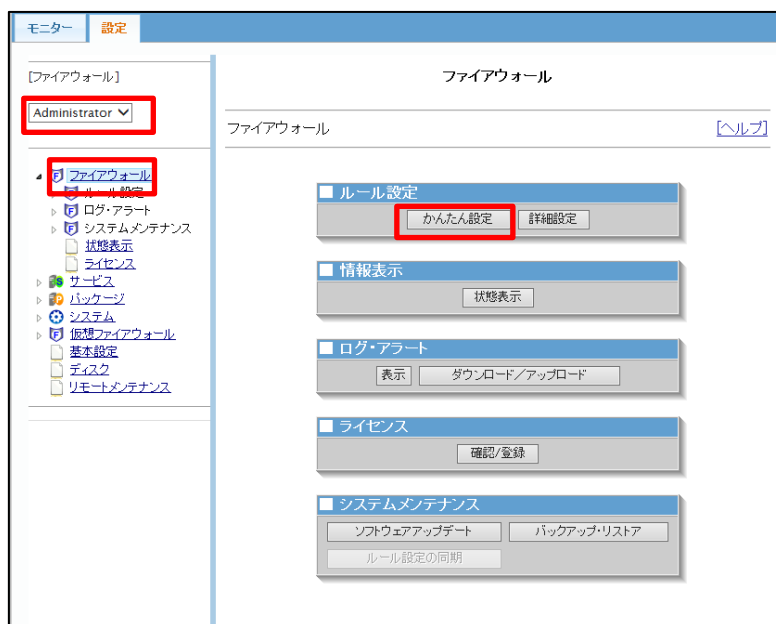 モニター
設定
[ファイアウォール]
Administrator
ファイアウォール
ルール設定
ログ・アラート
システムメンテナンス
状態表示
ライセンス
サービス
パッケージ
システム
仮想ファイアウォール
基本設定
ディスク
リモートメンテナンス
ファイアウォール
ファイアウォール [ヘルプ]
■ ルール設定
かんたん設定 詳細設定
■ 情報表示
状態表示
■ ログ・アラート
表示 ダウンロード/アップロード
■ ライセンス
確認/登録
■ システムメンテナンス
ソフトウェアアップデート バックアップ・リストア
ルール設定の同期